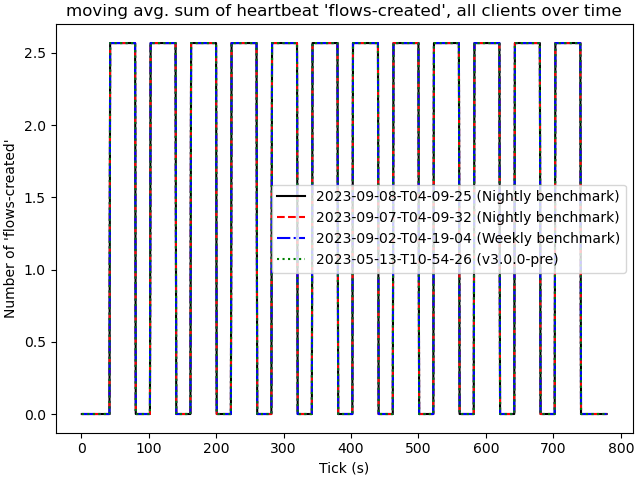 moving avg. sum of heartbeat 'flows-created', all clients over time
Number of 'flows-created'
2.5
2.0
1.5
1.0
0.5
0.0
2023-09-08-T04-09-25 (Nightly benchmark)
2023-09-07-T04-09-32 (Nightly benchmark)
2023-09-02-T04-19-04 (Weekly benchmark)
2023-05-13-T10-54-26 (v3.0.0-pre)
0 100 200 300 400 500 600 700 800
Tick (s)